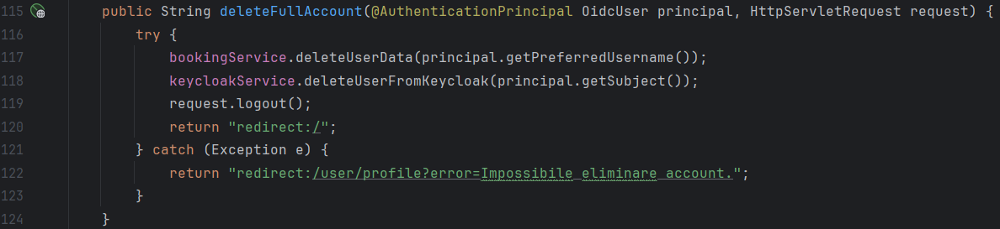 115 public String deleteFullAccount(@AuthenticationPrincipal OidcUser principal, HttpServletRequest request) {
116 try {
117 bookingService.deleteUserData(principal.getPreferredUsername());
118 keycloakService.deleteUserFromKeycloak(principal.getSubject());
119 request.logout();
120 return "redirect:/";
121 } catch (Exception e) {
122 return "redirect:/user/profile?error=Impossibile eliminare account.";
123 }
124 }